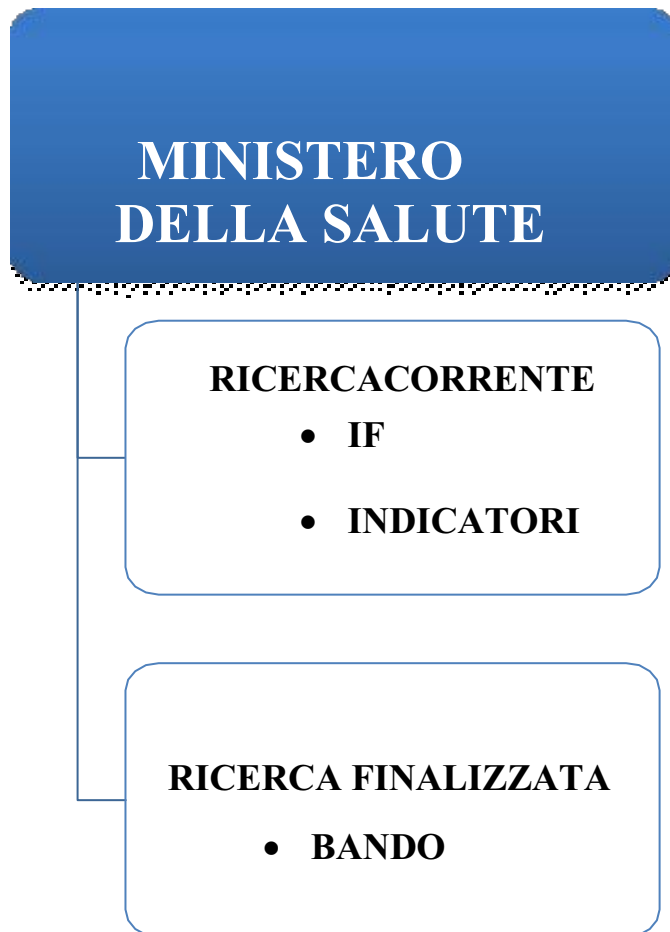 MINISTERO
DELLA SALUTE
RICERCACORRENTE
• IF
• INDICATORI
RICERCA FINALIZZATA
• BANDO